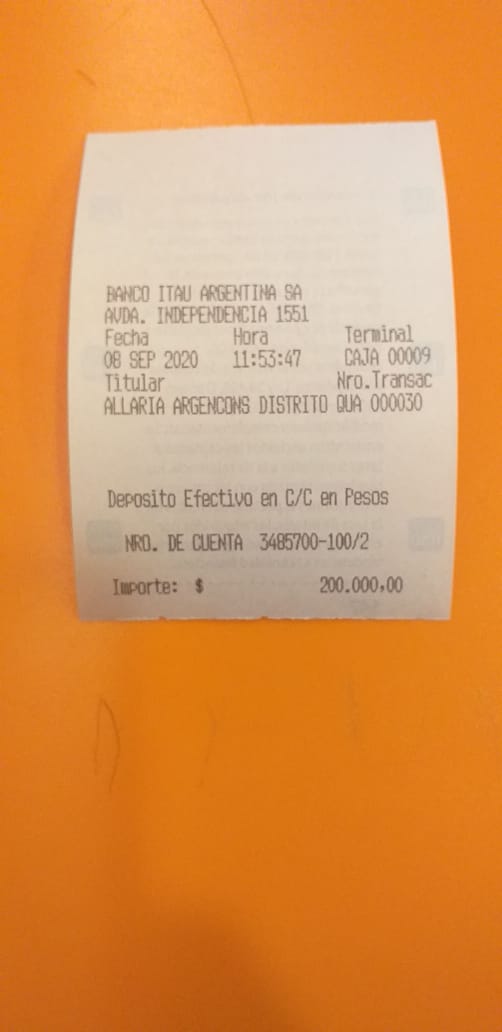 BANCO ITAU ARGENTINA SA
AVDA. INDEPENDENCIA 1551
Fecha Hora Terminal
08 SEP 2020 11:53:47 CAJA 00009
Titular Nro.Transac
ALLARIA ARGENCONS DISTRITO QUA 000030
Deposito Efectivo en C/C en Pesos
NRO. DE CUENTA 3485700-100/2
Importe: $ 200.000,00